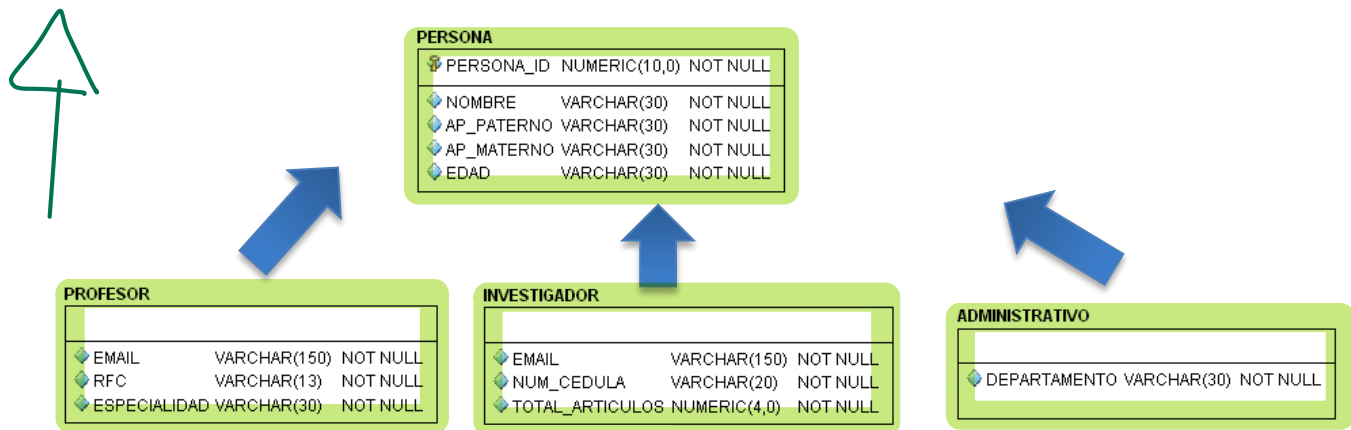 PERSONA
PERSONA_ID NUMERIC(10,0) NOT NULL
NOMBRE VARCHAR(30) NOT NULL
AP_PATERNO VARCHAR(30) NOT NULL
AP_MATERNO VARCHAR(30) NOT NULL
EDAD VARCHAR(30) NOT NULL
PROFESOR
EMAIL VARCHAR(150) NOT NULL
RFC VARCHAR(13) NOT NULL
ESPECIALIDAD VARCHAR(30) NOT NULL
INVESTIGADOR
EMAIL VARCHAR(150) NOT NULL
NUM_CEDULA VARCHAR(20) NOT NULL
TOTAL_ARTICULOS NUMERIC(4,0) NOT NULL
ADMINISTRATIVO
DEPARTAMENTO VARCHAR(30) NOT NULL